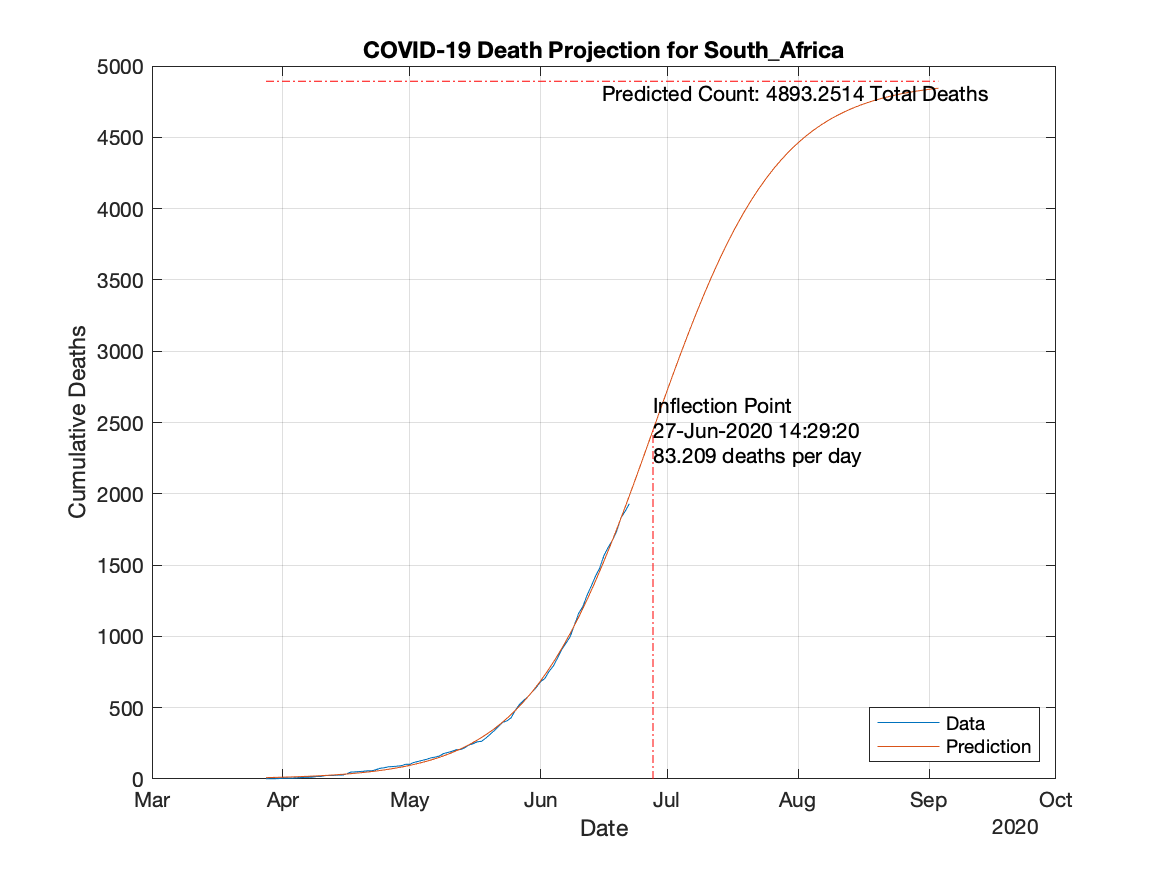 COVID-19 Death Projection for South_Africa
5000
4500
4000
3500
3000
2500
2000
1500
1000
500
0
Cumulative Deaths
Predicted Count: 4893.2514 Total Deaths
Inflection Point
27-Jun-2020 14:29:20
83.209 deaths per day
Data
Prediction
Mar Apr May Jun Jul Aug Sep Oct
Date
2020